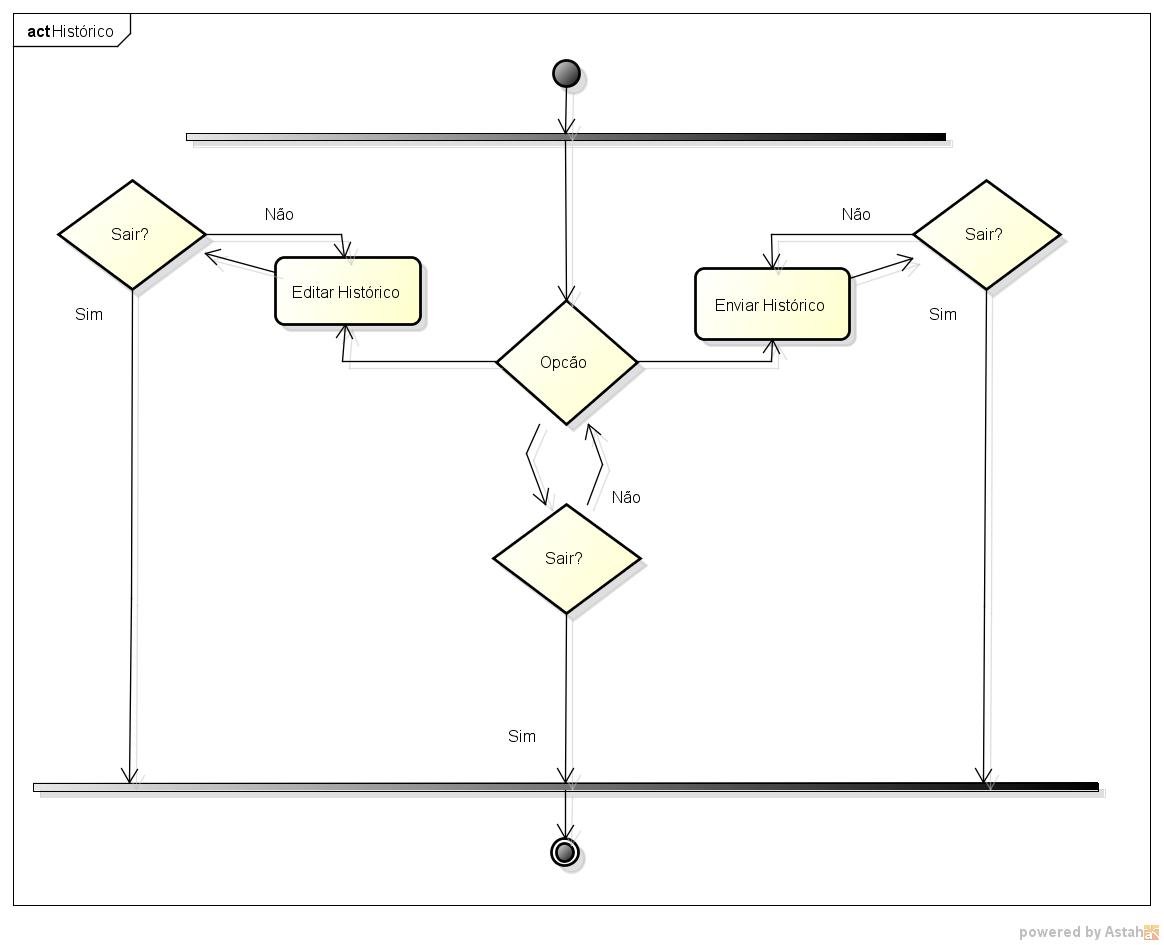 act Histórico
Não
Não
Sair?
Sair?
Editar Histórico
Enviar Histórico
Sim
Sim
Opcão
Não
Sair?
Sim
powered by Astah